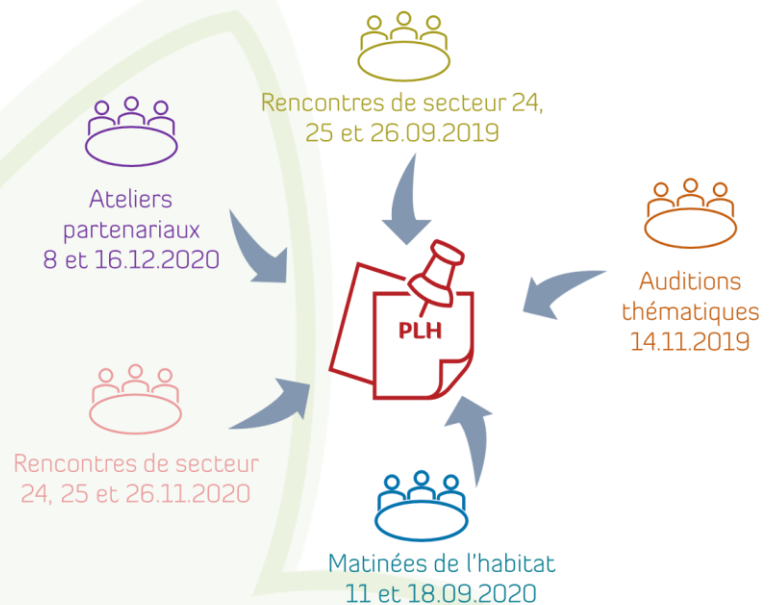 Rencontres de secteur 24,
25 et 26.09.2019
Ateliers
partenariaux
8 et 16.12.2020
Auditions
thématiques
14.11.2019
PLH
Rencontres de secteur
24, 25 et 26.11.2020
Matinées de l'habitat
11 et 18.09.2020